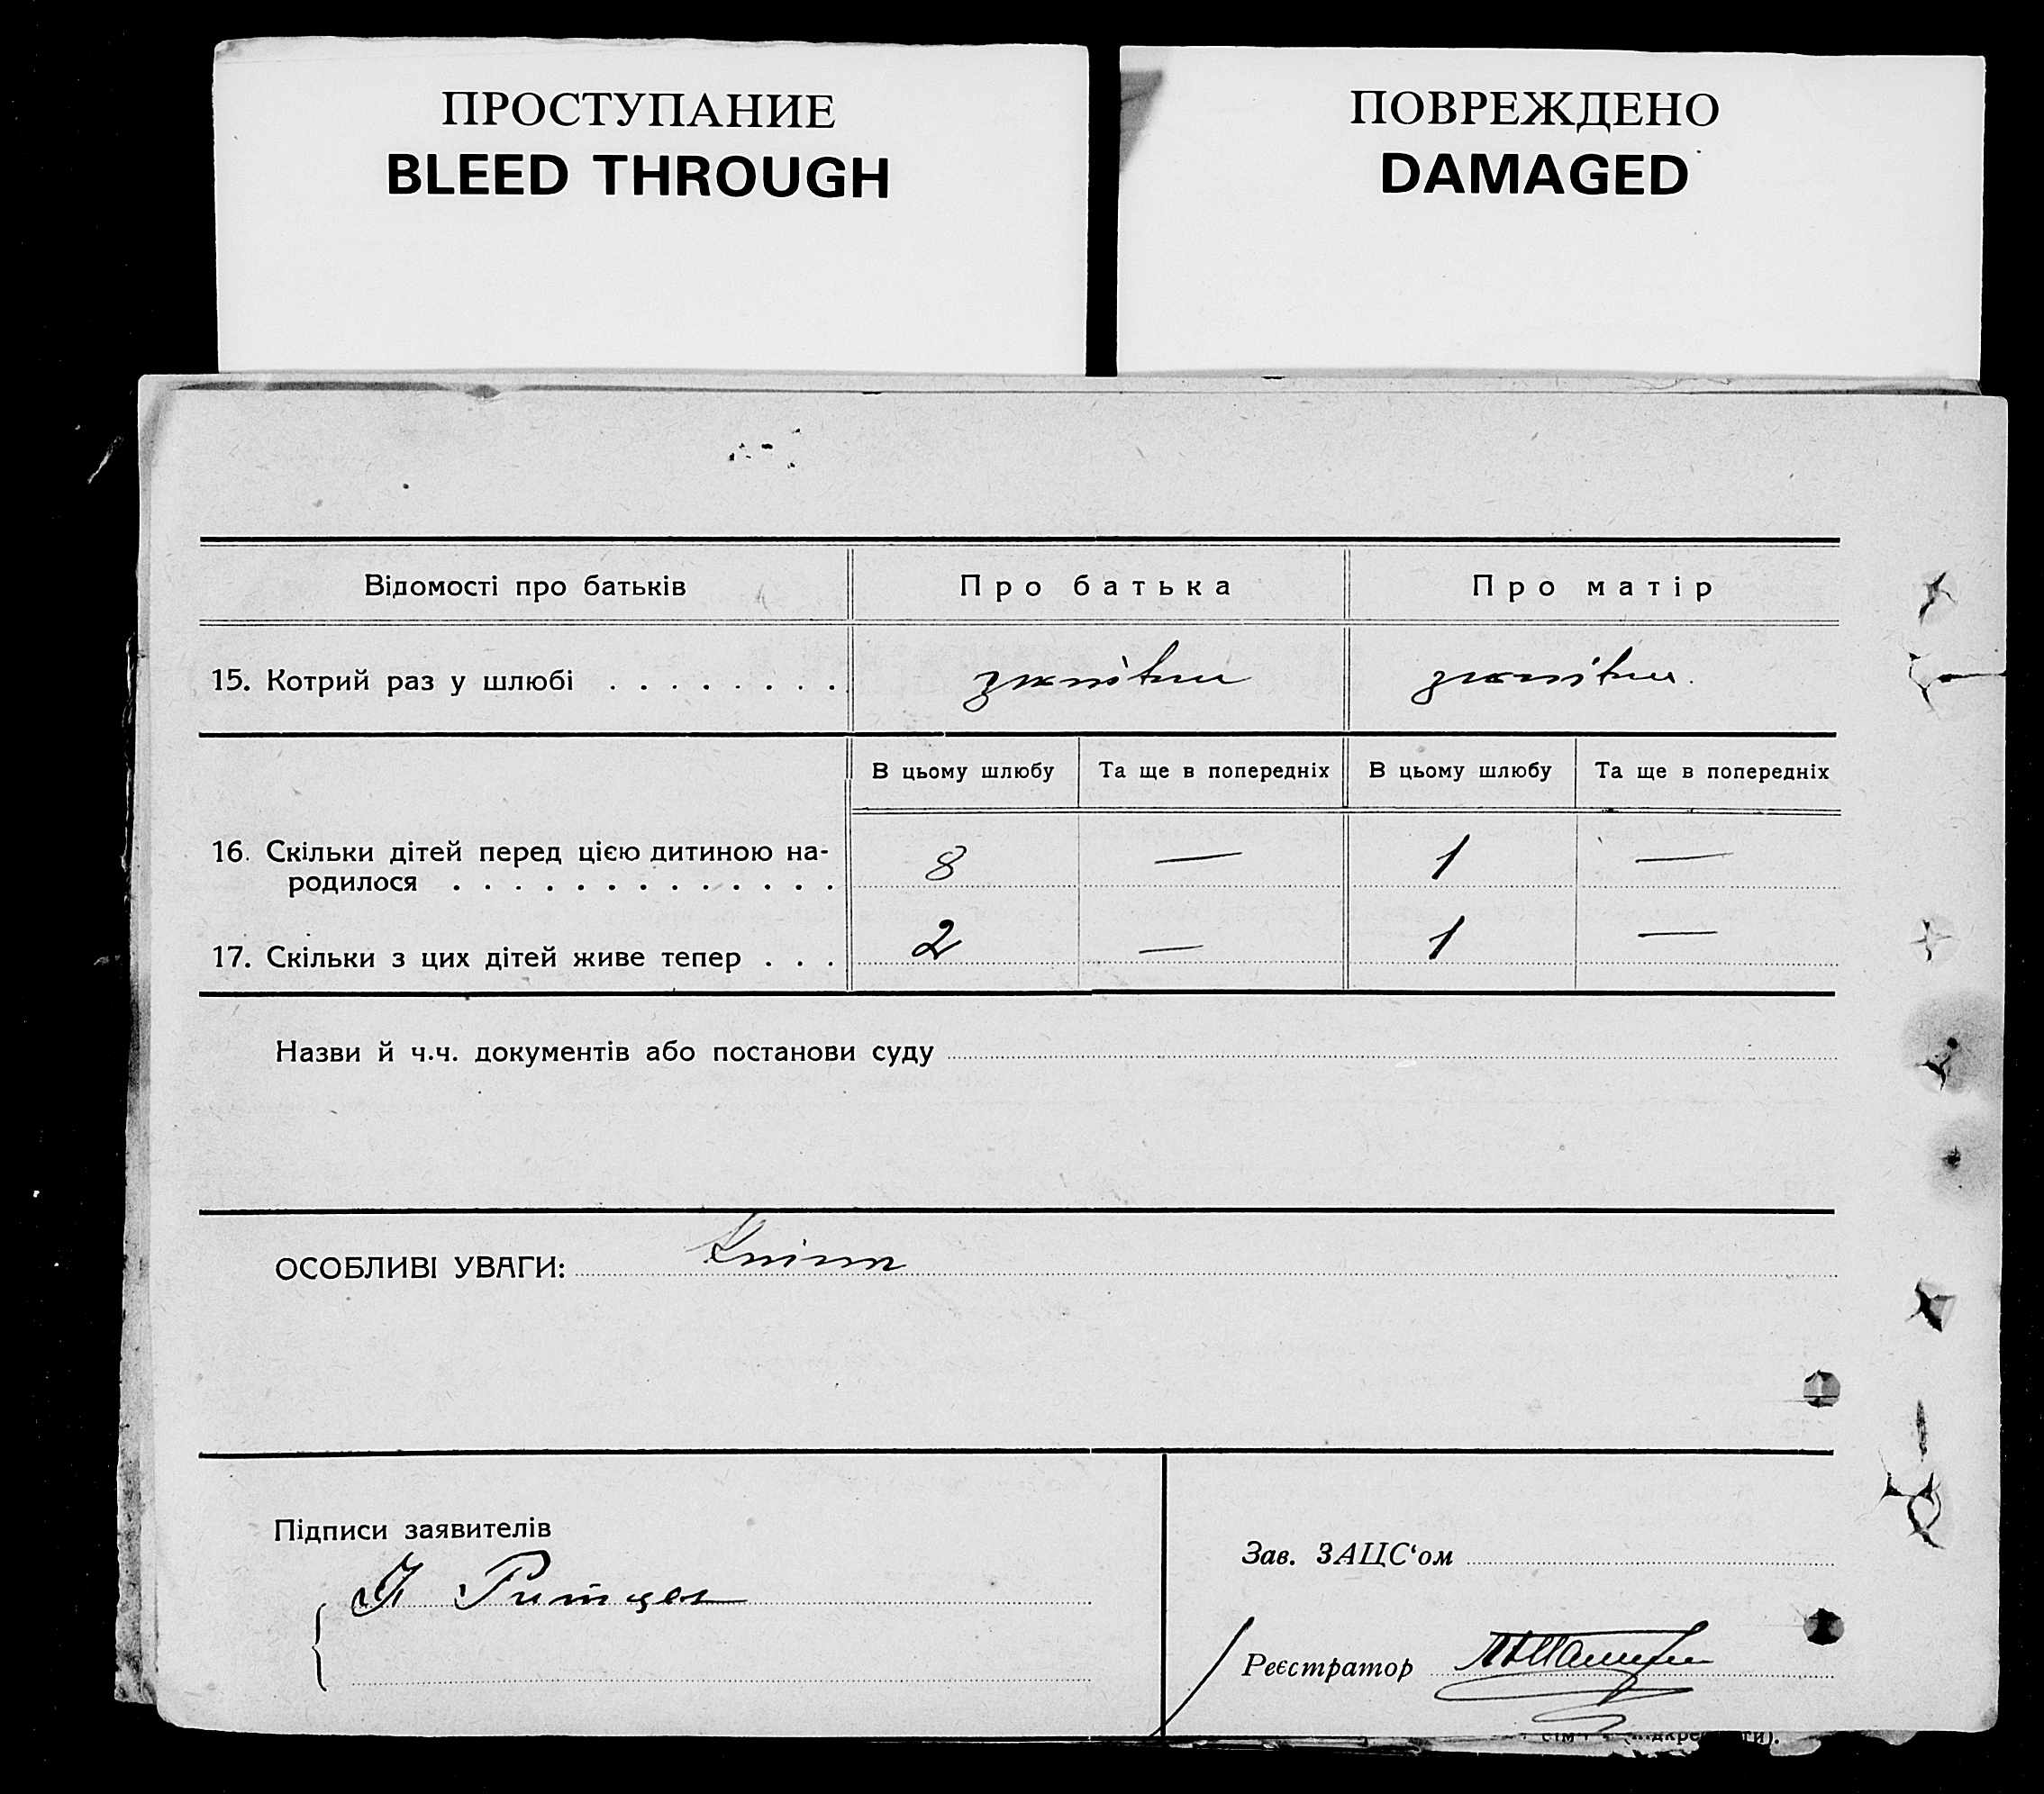 ПРОСТУПАНИЕ
BLEED THROUGH
ПОВРЕЖДЕНО
DAMAGED
Відомості про батьків Про батька Про матір
15. Котрий раз у шлюбі . . . . . . . .
В цьому шлюбу Та ще в попередніх В цьому шлюбу Та ще в попередніх
16. Скільки дітей перед цією дитиною на-
родилося . . . . . . . . . . . . . 8 — 1 —
17. Скільки з цих дітей живе тепер . . . 2 — 1 —
Назви й ч.ч. документів або постанови суду
ОСОБЛИВІ УВАГИ:
Підписи заявителів
Зав. ЗАЦС‘ом
Реєстратор